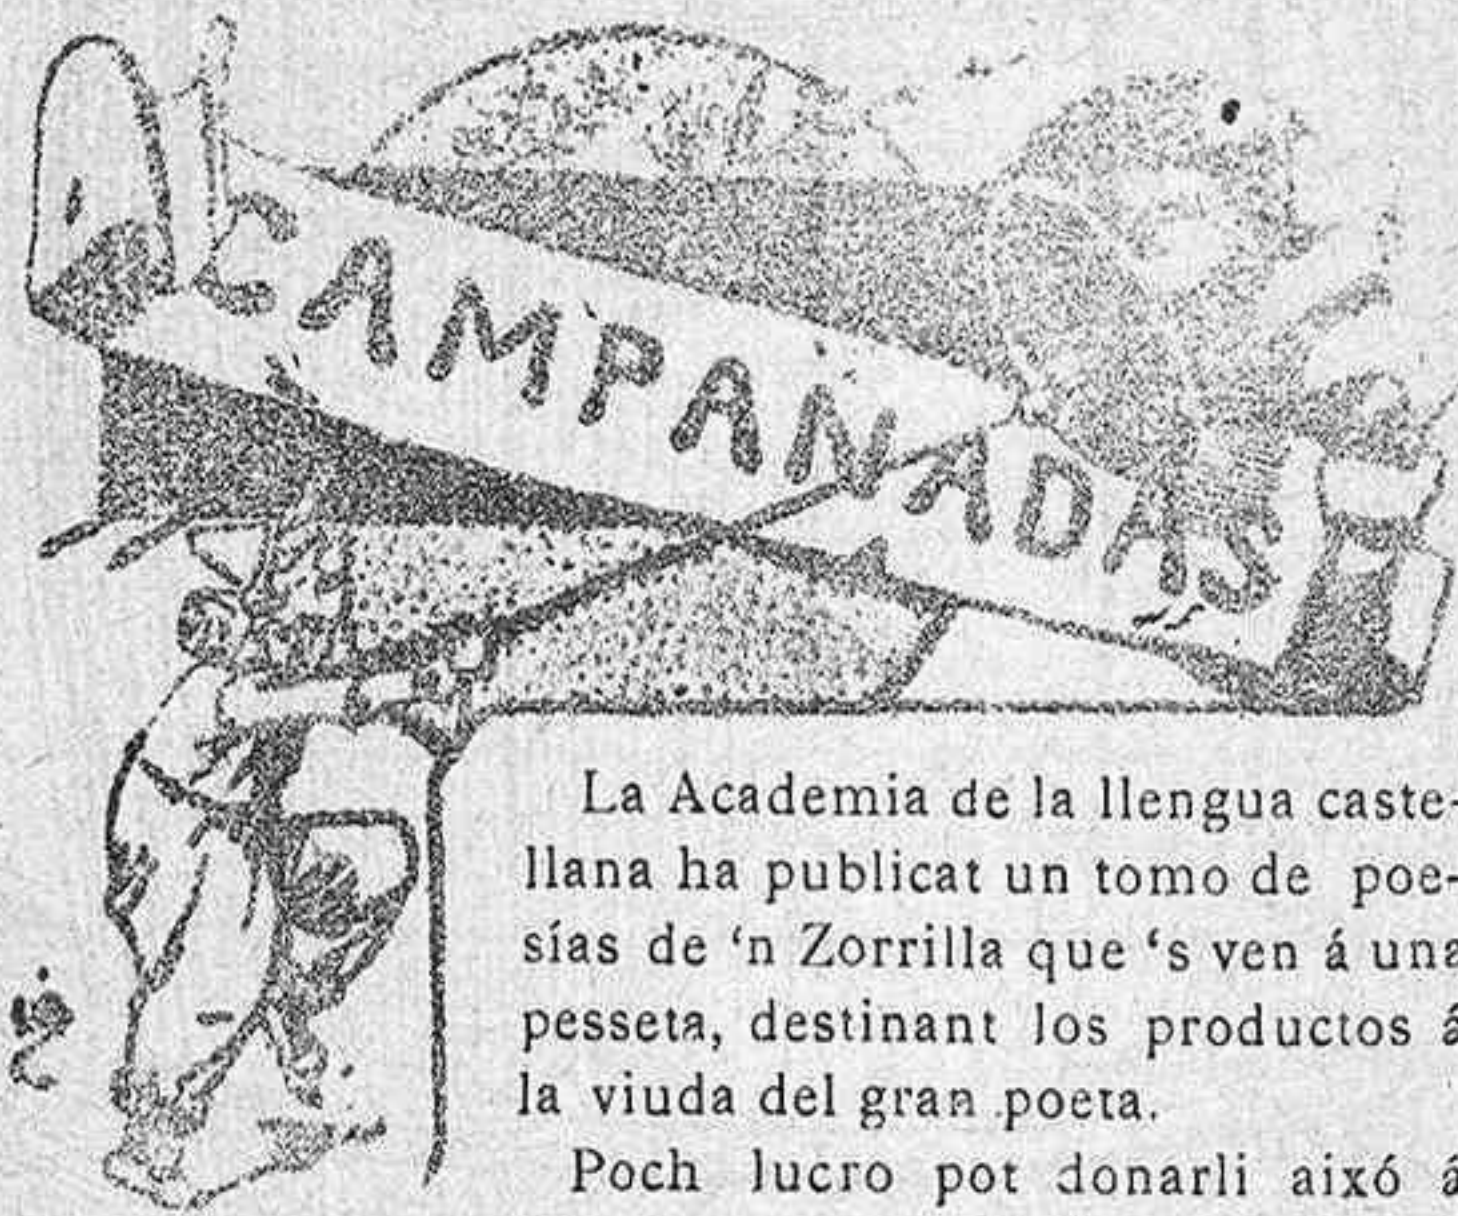 CAMPANADAS
La Academia de la llengua caste-
llana ha publicat un tomo de poe-
sías de ‘n Zorrilla que ‘s ven á una
pesseta, destinant los productos á
la viuda del gran poeta.
Poch lucro pot donarli aixó á